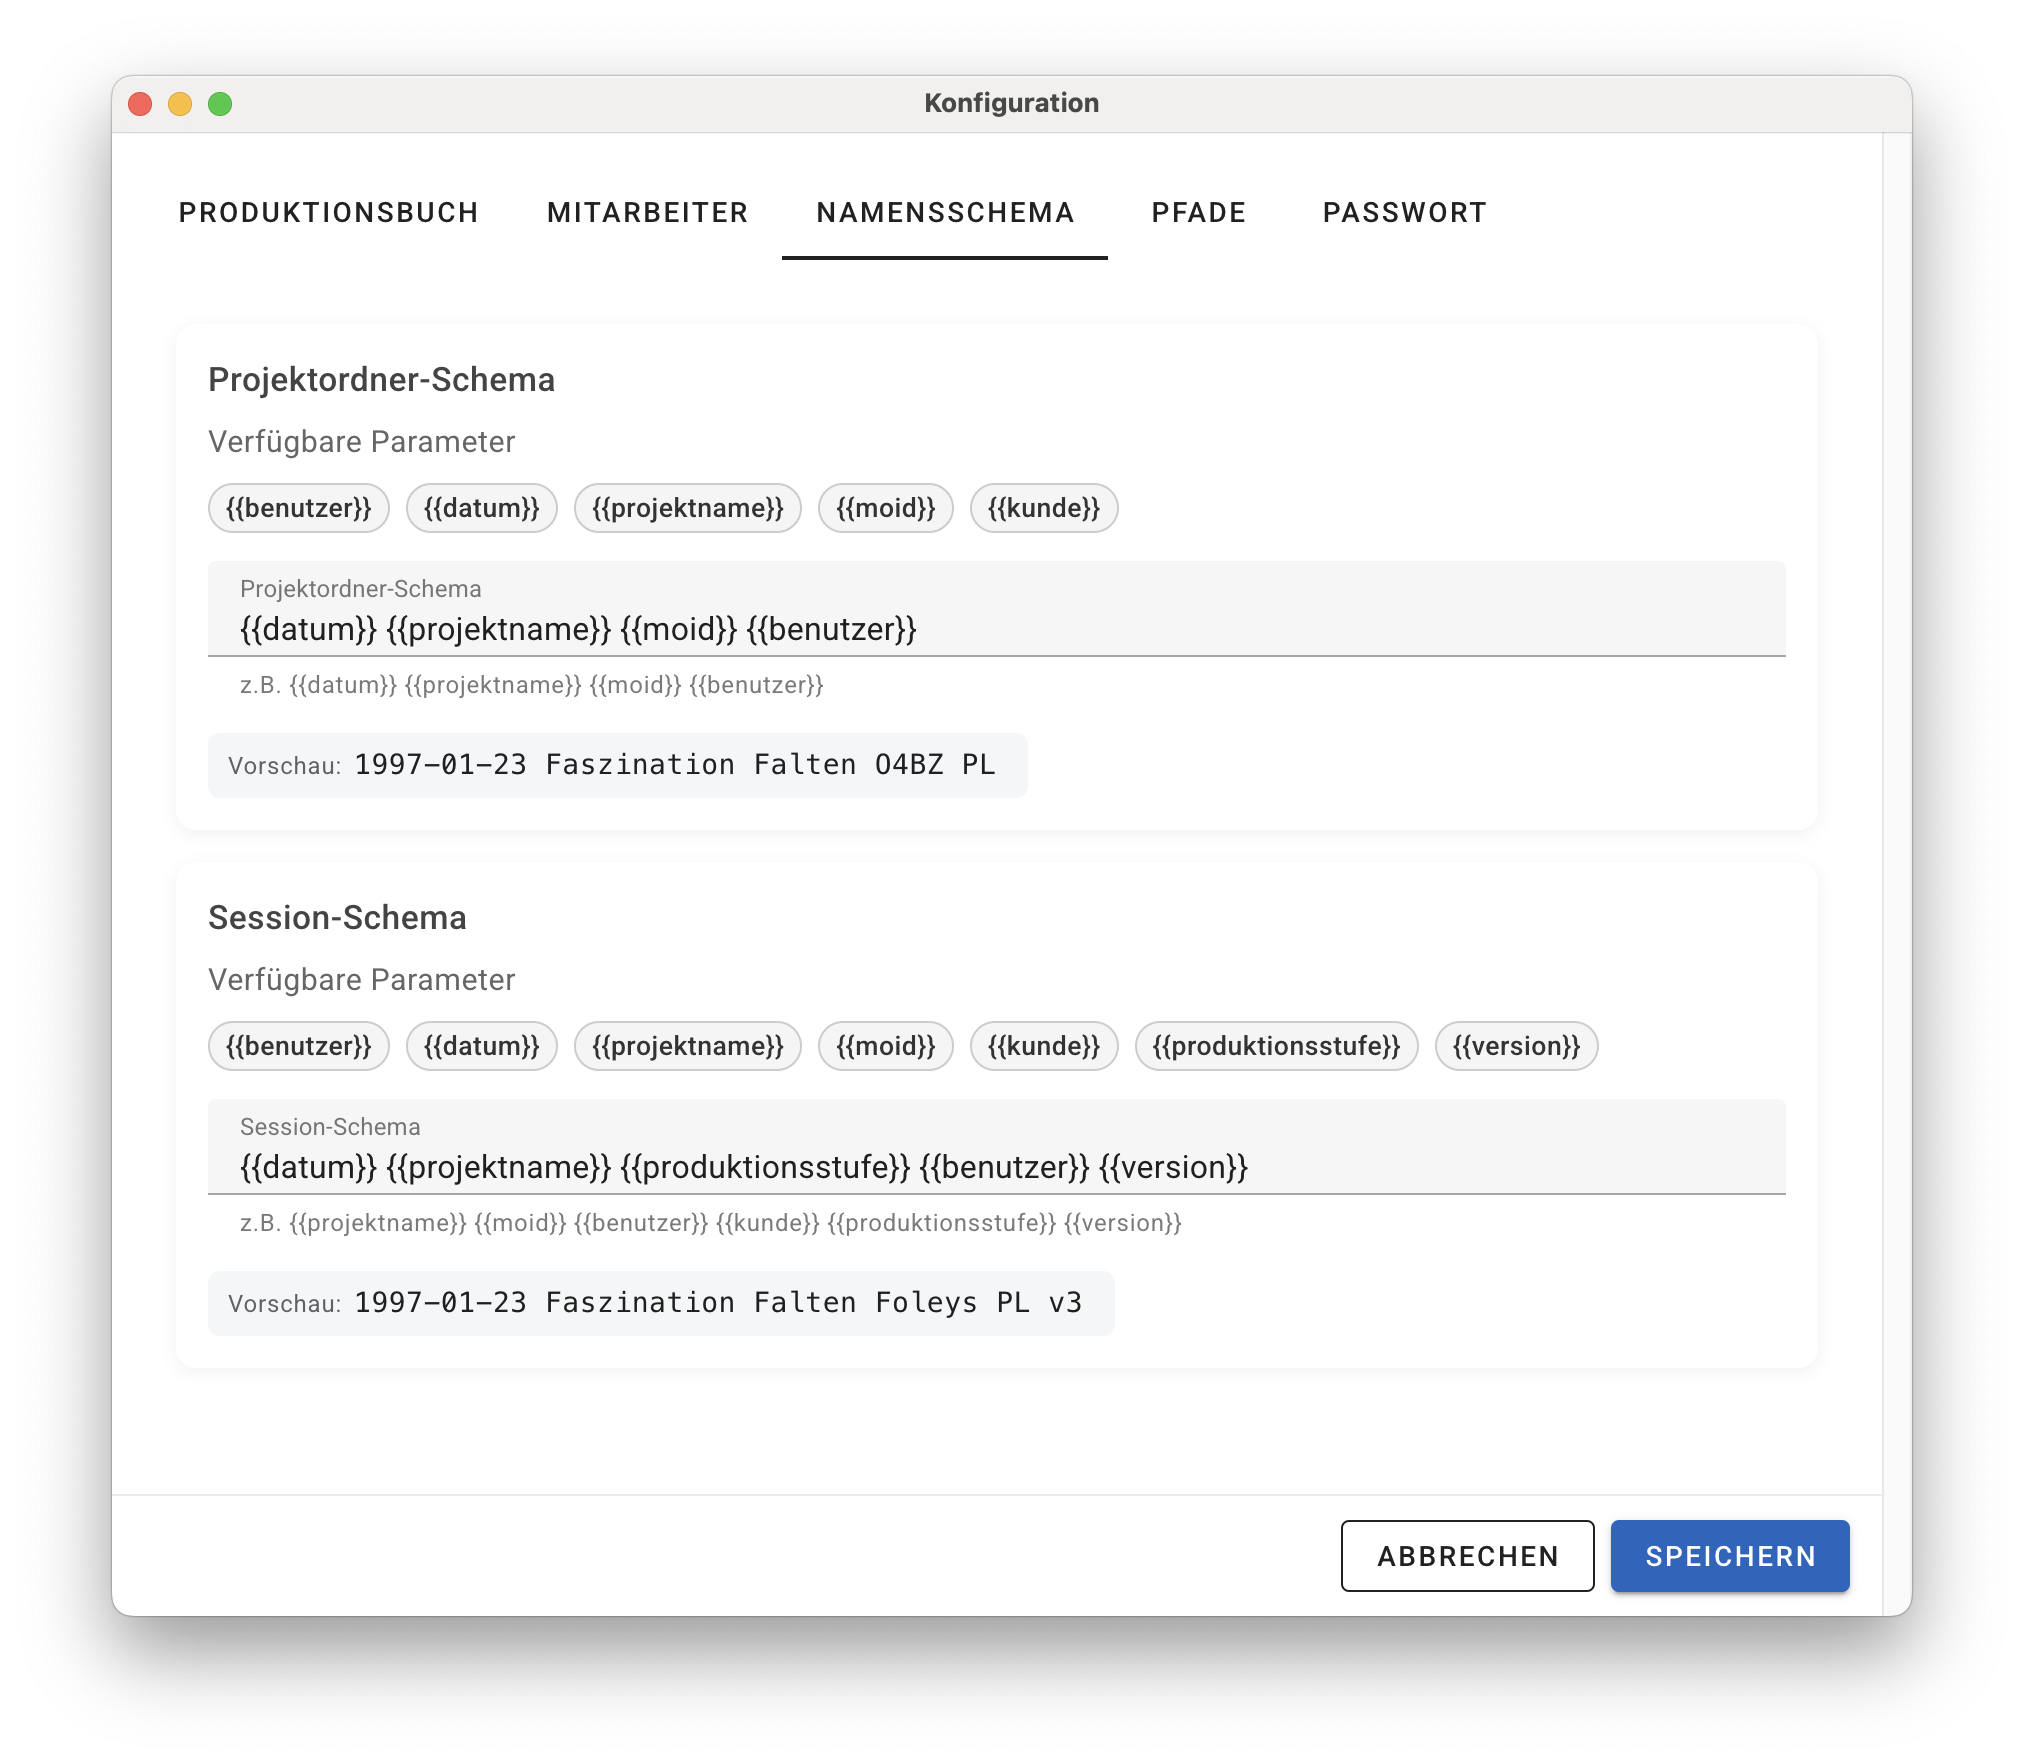 Konfiguration
PRODUKTIONSBUCH MITARBEITER NAMENSSCHEMA PFADE PASSWORT
Projektordner-Schema
Verfügbare Parameter
{{benutzer}} {{datum}} {{projektname}} {{moid}} {{kunde}}
Projektordner-Schema
{{datum}} {{projektname}} {{moid}} {{benutzer}}
z.B. {{datum}} {{projektname}} {{moid}} {{benutzer}}
Vorschau: 1997-01-23 Faszination Falten O4BZ PL
Session-Schema
Verfügbare Parameter
{{benutzer}} {{datum}} {{projektname}} {{moid}} {{kunde}} {{produktionsstufe}} {{version}}
Session-Schema
{{datum}} {{projektname}} {{produktionsstufe}} {{benutzer}} {{version}}
z.B. {{projektname}} {{moid}} {{benutzer}} {{kunde}} {{produktionsstufe}} {{version}}
Vorschau: 1997-01-23 Faszination Falten Foleys PL v3
ABBRECHEN SPEICHERN